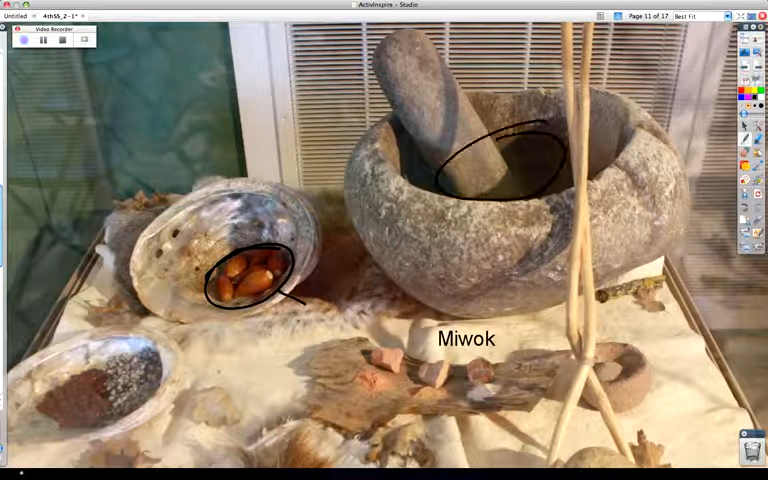 ActivInspire - Studio
Untitled
4thSS_2-1*
Page 11 of 17
Best Fit
Video Recorder
Miwok